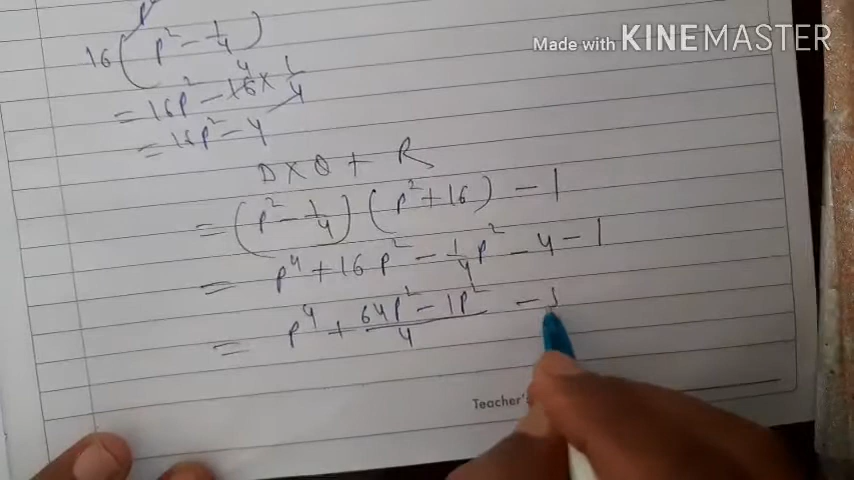 Made with KINEMASTER
16(p² - 1/4)
= 16p² - 16 × 1/4
= 16p² - 4
D × Q + R
= (p² - 1/4) (p² + 16) - 1
= p⁴ + 16p² - 1/4 p² - 4 - 1
= p⁴ + (64p² - 1p²)/4 -
Teacher's